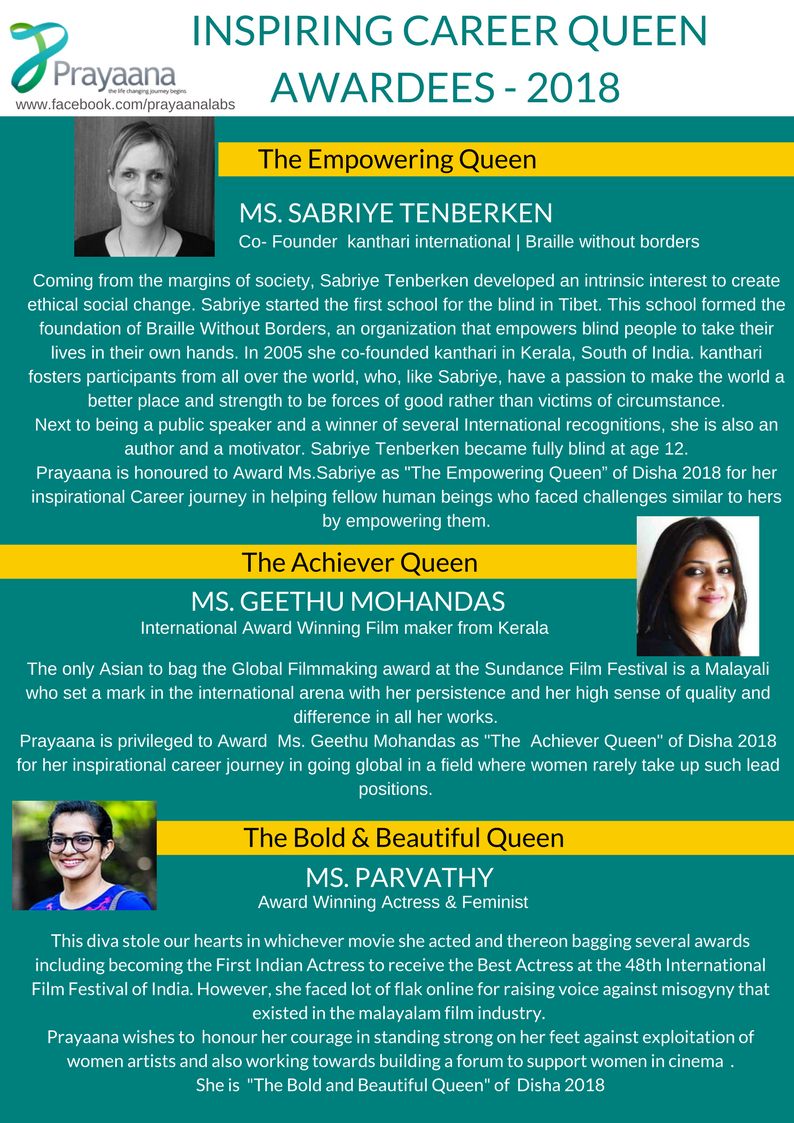 INSPIRING CAREER QUEEN
AWARDEES - 2018
Prayaana
the life changing journey begins
www.facebook.com/prayaanalabs
The Empowering Queen
MS. SABRIYE TENBERKEN
Co- Founder kanthari international | Braille without borders
Coming from the margins of society, Sabriye Tenberken developed an intrinsic interest to create
ethical social change. Sabriye started the first school for the blind in Tibet. This school formed the
foundation of Braille Without Borders, an organization that empowers blind people to take their
lives in their own hands. In 2005 she co-founded kanthari in Kerala, South of India. kanthari
fosters participants from all over the world, who, like Sabriye, have a passion to make the world a
better place and strength to be forces of good rather than victims of circumstance.
Next to being a public speaker and a winner of several International recognitions, she is also an
author and a motivator. Sabriye Tenberken became fully blind at age 12.
Prayaana is honoured to Award Ms.Sabriye as "The Empowering Queen” of Disha 2018 for her
inspirational Career journey in helping fellow human beings who faced challenges similar to hers
by empowering them.
The Achiever Queen
MS. GEETHU MOHANDAS
International Award Winning Film maker from Kerala
The only Asian to bag the Global Filmmaking award at the Sundance Film Festival is a Malayali
who set a mark in the international arena with her persistence and her high sense of quality and
difference in all her works.
Prayaana is privileged to Award Ms. Geethu Mohandas as "The Achiever Queen" of Disha 2018
for her inspirational career journey in going global in a field where women rarely take up such lead
positions.
The Bold & Beautiful Queen
MS. PARVATHY
Award Winning Actress & Feminist
This diva stole our hearts in whichever movie she acted and thereon bagging several awards
including becoming the First Indian Actress to receive the Best Actress at the 48th International
Film Festival of India. However, she faced lot of flak online for raising voice against misogyny that
existed in the malayalam film industry.
Prayaana wishes to honour her courage in standing strong on her feet against exploitation of
women artists and also working towards building a forum to support women in cinema .
She is "The Bold and Beautiful Queen" of Disha 2018